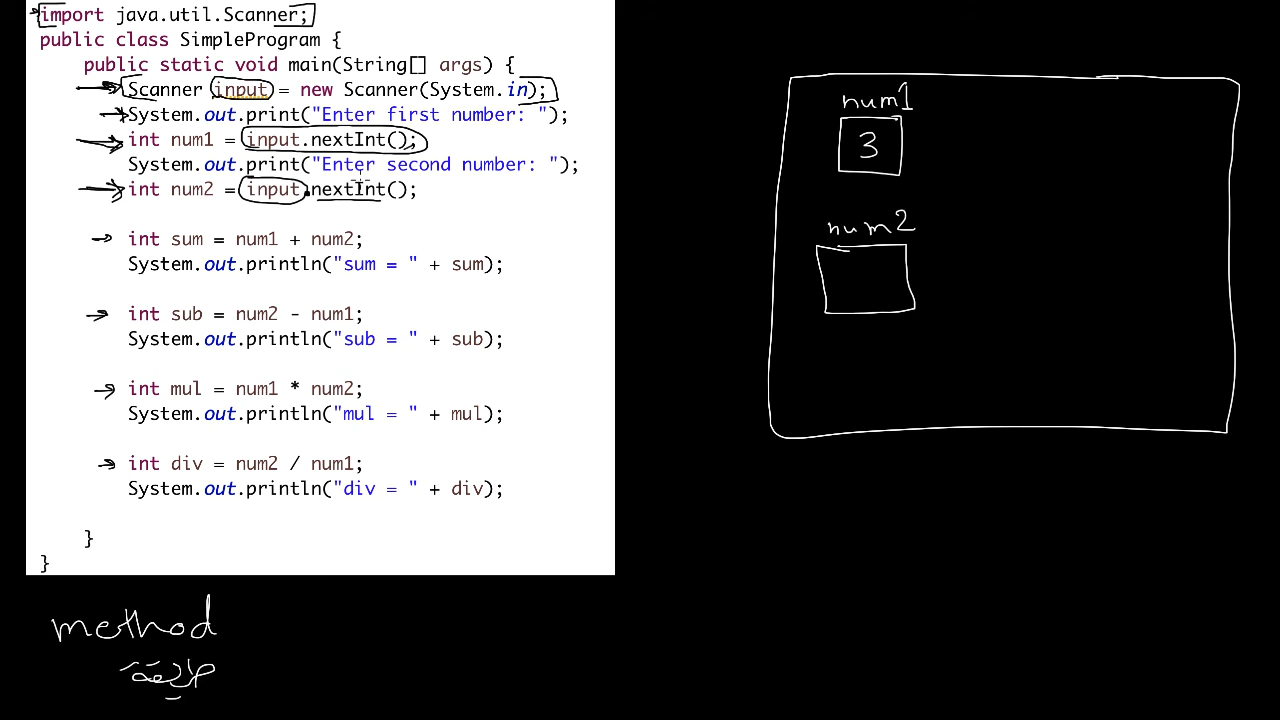 import java.util.Scanner;
public class SimpleProgram {
public static void main(String[] args) {
Scanner input = new Scanner(System.in);
System.out.print("Enter first number: ");
int num1 = input.nextInt();
System.out.print("Enter second number: ");
int num2 = input.nextInt();
int sum = num1 + num2;
System.out.println("sum = " + sum);
int sub = num2 - num1;
System.out.println("sub = " + sub);
int mul = num1 * num2;
System.out.println("mul = " + mul);
int div = num2 / num1;
System.out.println("div = " + div);
}
}
method
طريقة
num1
3
num2